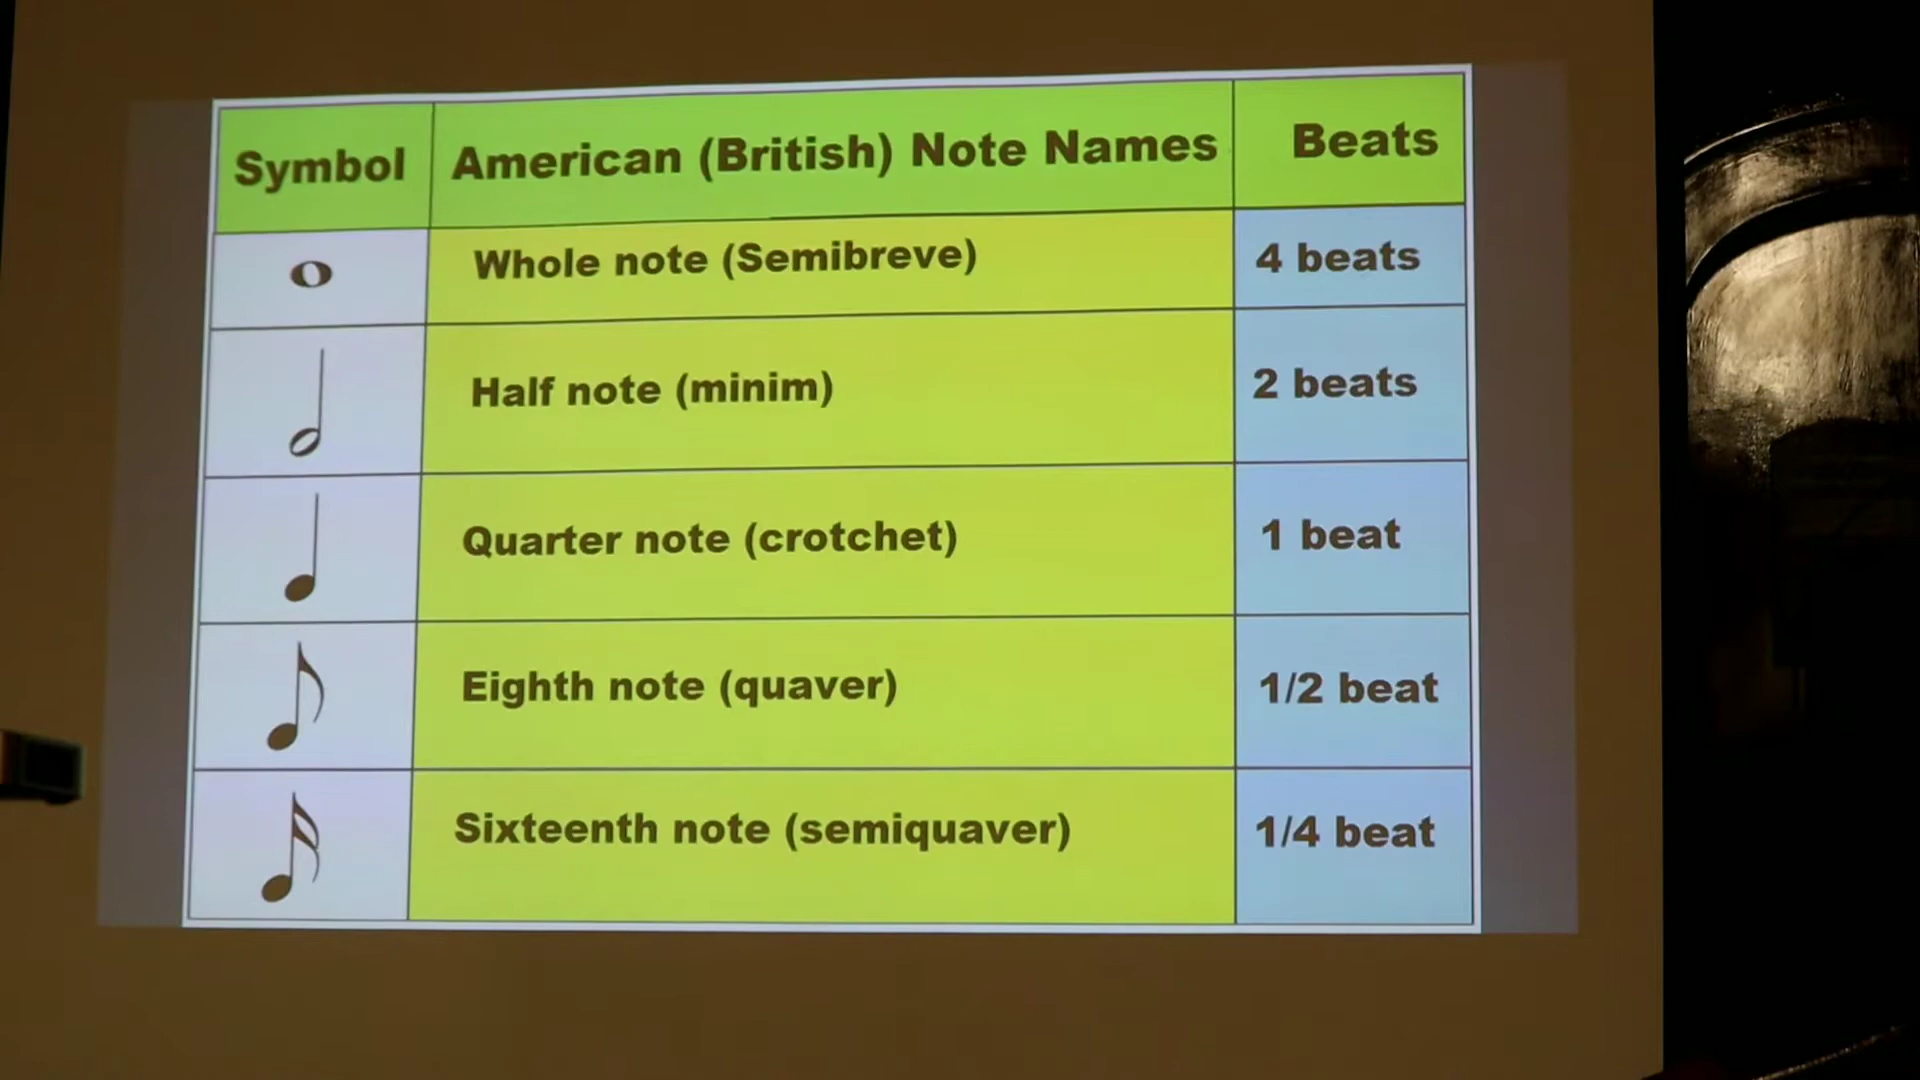 Symbol American (British) Note Names Beats
Whole note (Semibreve) 4 beats
Half note (minim) 2 beats
Quarter note (crotchet) 1 beat
Eighth note (quaver) 1/2 beat
Sixteenth note (semiquaver) 1/4 beat